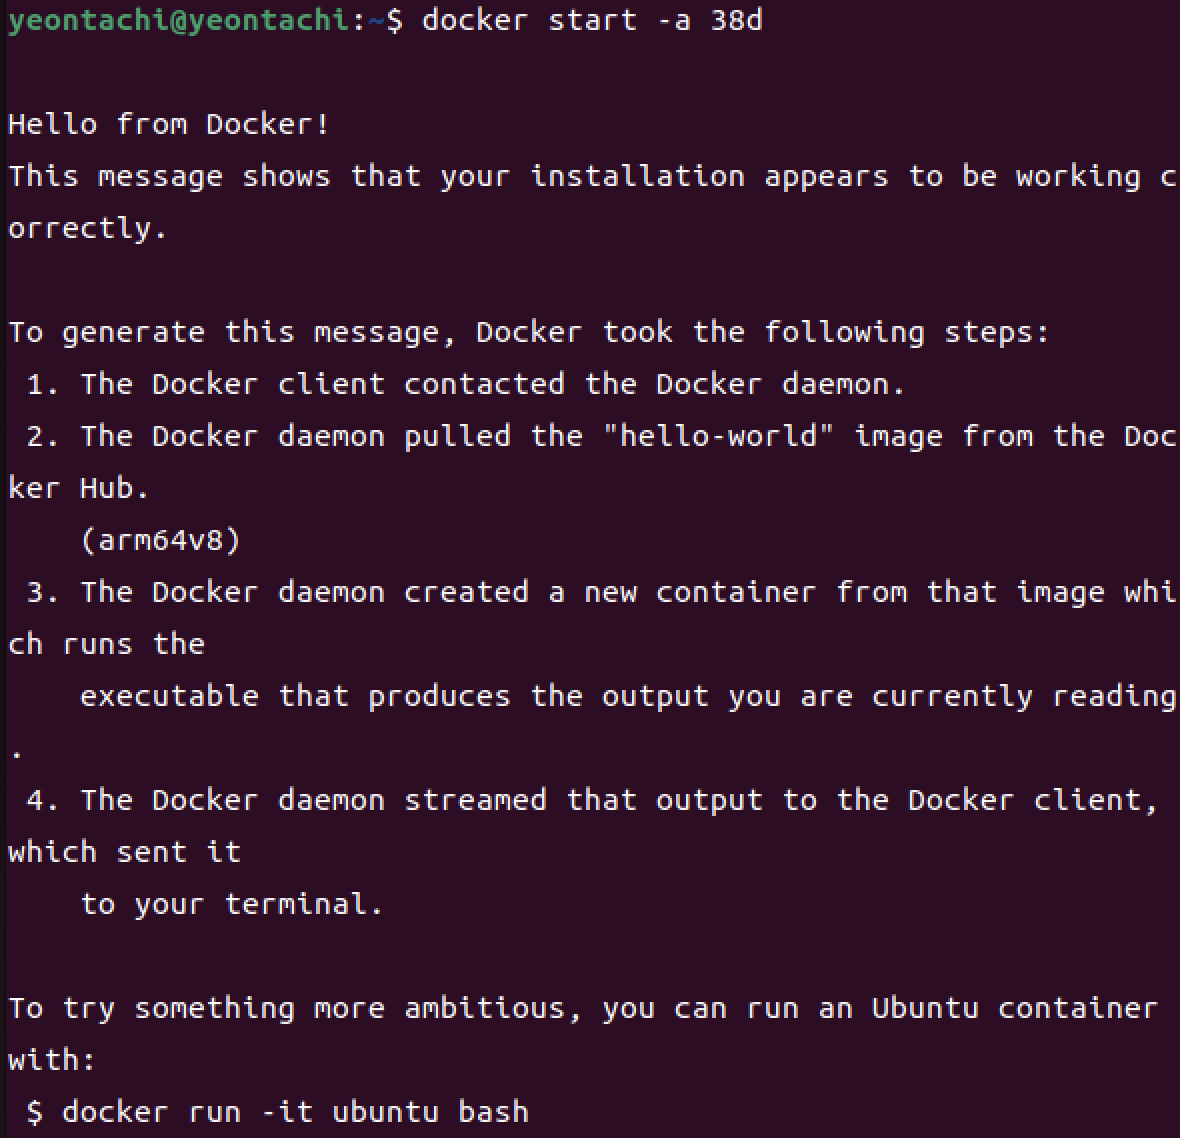 yeontachi@yeontachi:~$ docker start -a 38d

Hello from Docker!
This message shows that your installation appears to be working c
orrectly.

To generate this message, Docker took the following steps:
 1. The Docker client contacted the Docker daemon.
 2. The Docker daemon pulled the "hello-world" image from the Doc
ker Hub.
    (arm64v8)
 3. The Docker daemon created a new container from that image whi
ch runs the
    executable that produces the output you are currently reading
.
 4. The Docker daemon streamed that output to the Docker client,
which sent it
    to your terminal.

To try something more ambitious, you can run an Ubuntu container
with:
 $ docker run -it ubuntu bash